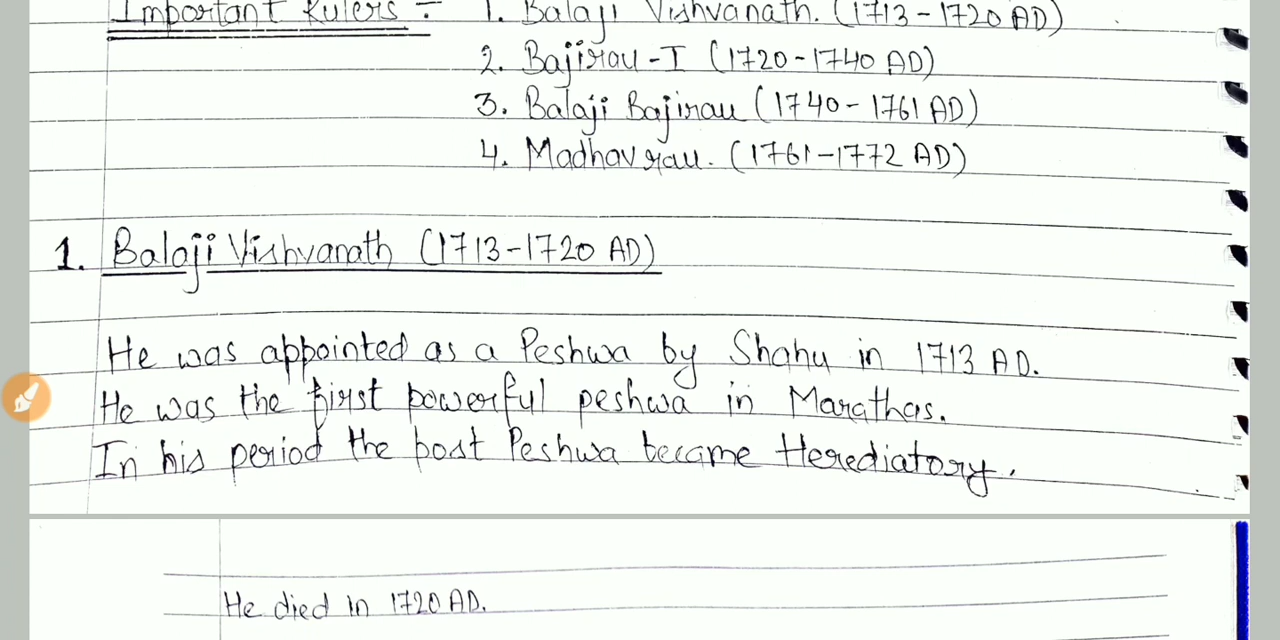 Important Rulers :- 1. Balaji Vishvanath. (1713-1720 AD)
2. Bajirau-I (1720-1740 AD)
3. Balaji Bajirau (1740-1761 AD)
4. Madhavrau. (1761-1772 AD)
1. Balaji Vishvanath (1713-1720 AD)
He was appointed as a Peshwa by Shahu in 1713 AD.
He was the first powerful peshwa in Marathas.
In his period the post Peshwa became Herediatory.
He died in 1720 AD.